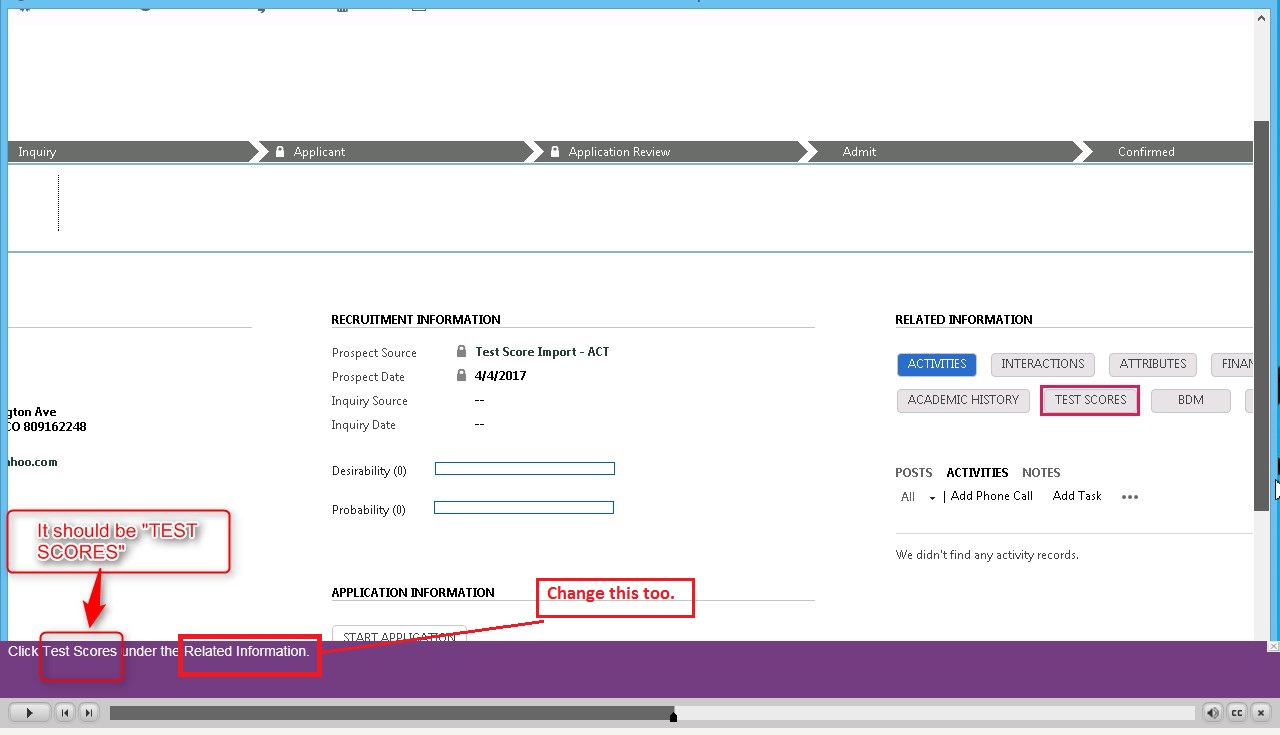 Inquiry
Applicant
Application Review
Admit
Confirmed
RECRUITMENT INFORMATION
Prospect Source Test Score Import - ACT
Prospect Date 4/4/2017
Inquiry Source --
Inquiry Date --
Desirability (0)
Probability (0)
RELATED INFORMATION
ACTIVITIES INTERACTIONS ATTRIBUTES FINAN
ACADEMIC HISTORY TEST SCORES BDM
gton Ave
CO 809162248
ahoo.com
POSTS ACTIVITIES NOTES
All | Add Phone Call Add Task •••
We didn't find any activity records.
It should be "TEST
SCORES"
APPLICATION INFORMATION
Change this too.
START APPLICATION
Click Test Scores under the Related Information.
CC